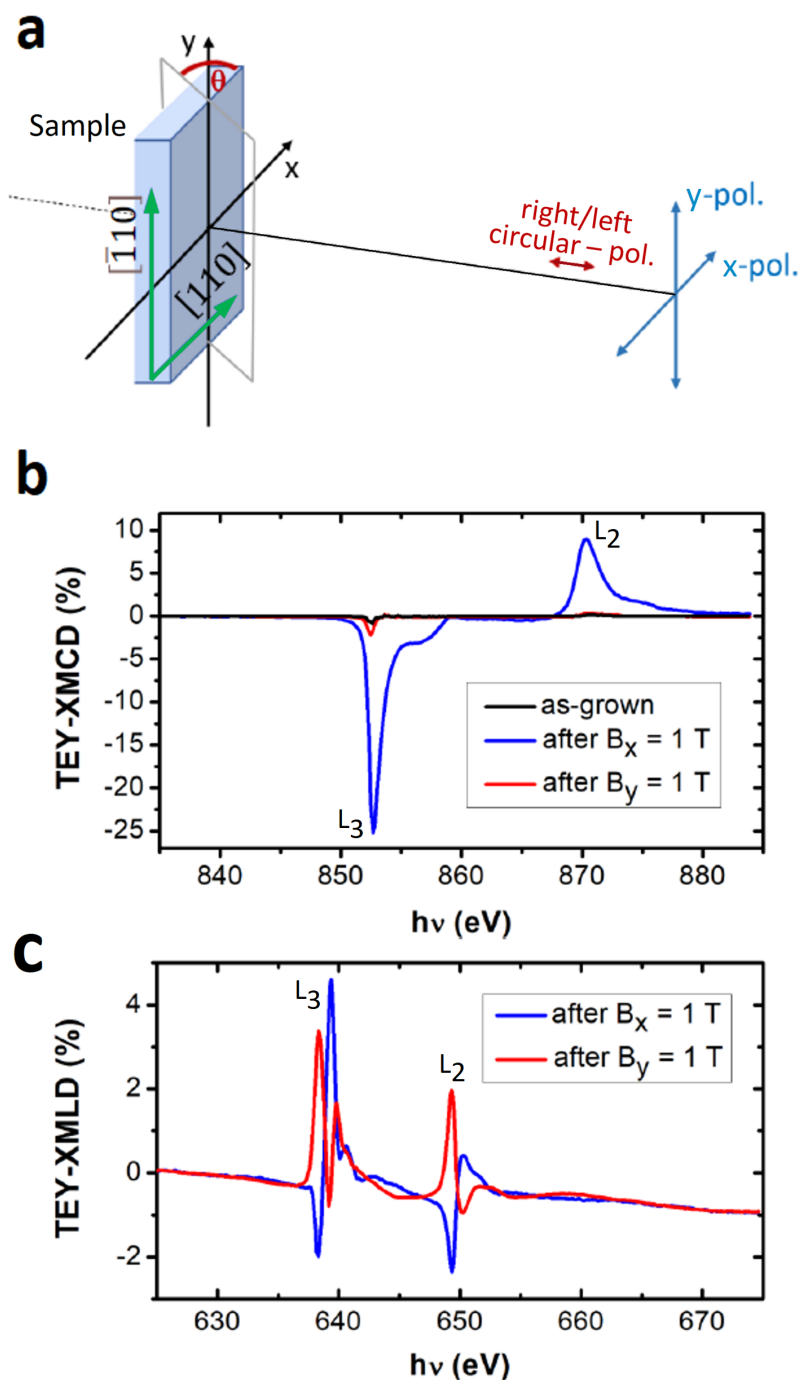 a
y
θ
Sample
x
[1̄10]
[110]
right/left
circular – pol.
y-pol.
x-pol.
b
TEY-XMCD (%)
10
5
0
-5
-10
-15
-20
-25
L2
L3
as-grown
after Bx = 1 T
after By = 1 T
840
850
860
870
880
hν (eV)
c
TEY-XMLD (%)
4
2
0
-2
L3
L2
after Bx = 1 T
after By = 1 T
630
640
650
660
670
hν (eV)